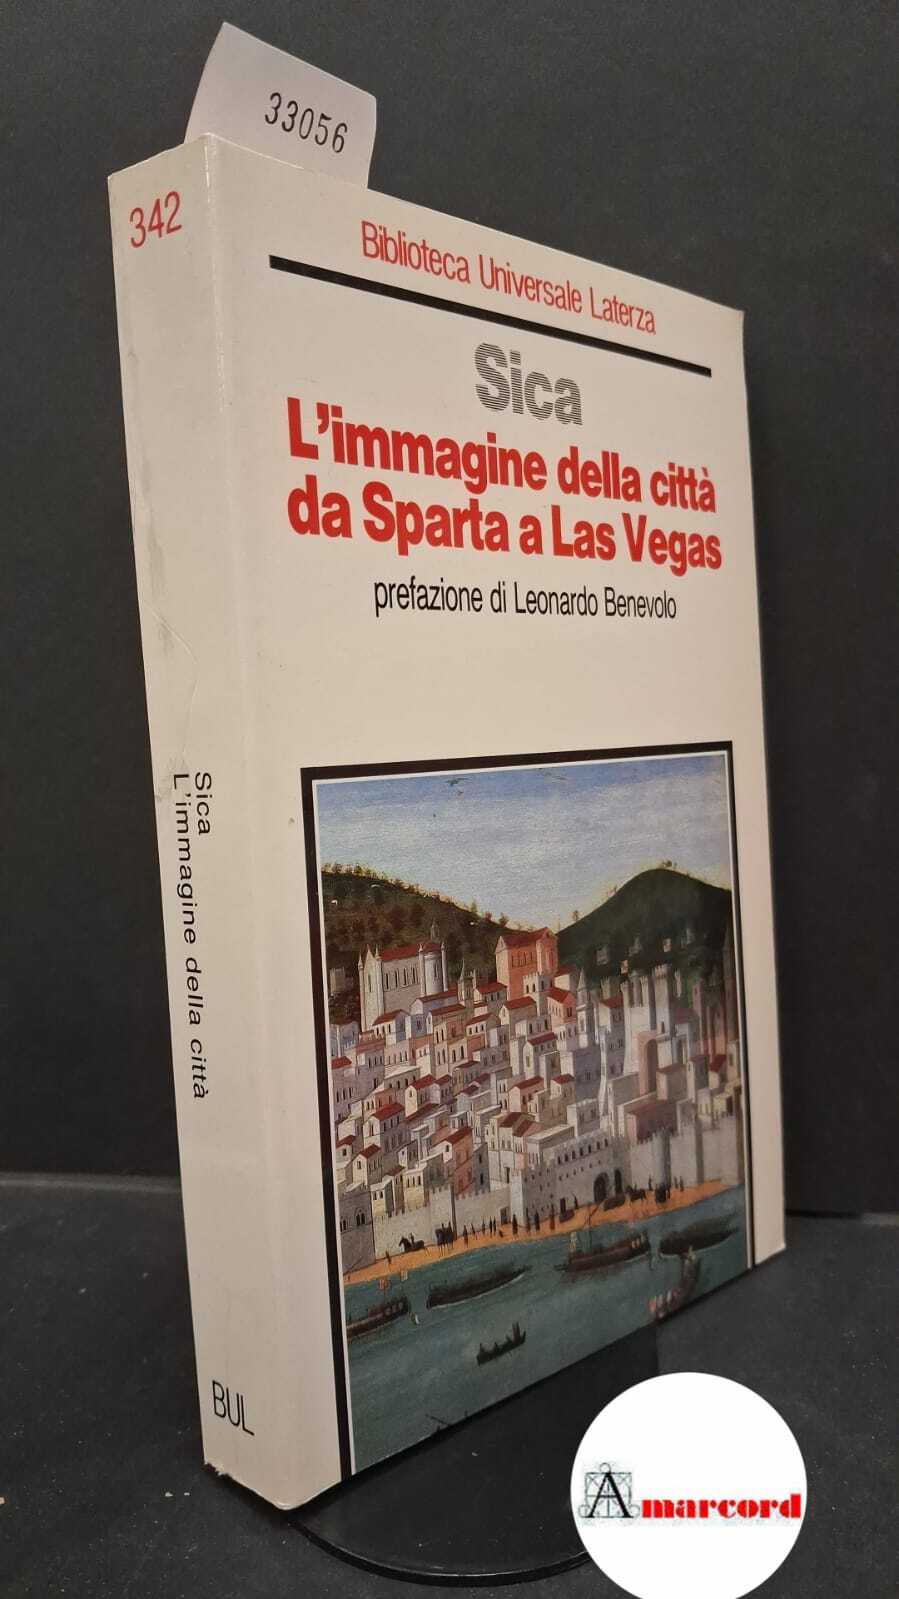 33056
342
Biblioteca Universale Laterza
Sica
L'immagine della città
da Sparta a Las Vegas
prefazione di Leonardo Benevolo
Sica
L'immagine della città
BUL
Amarcord